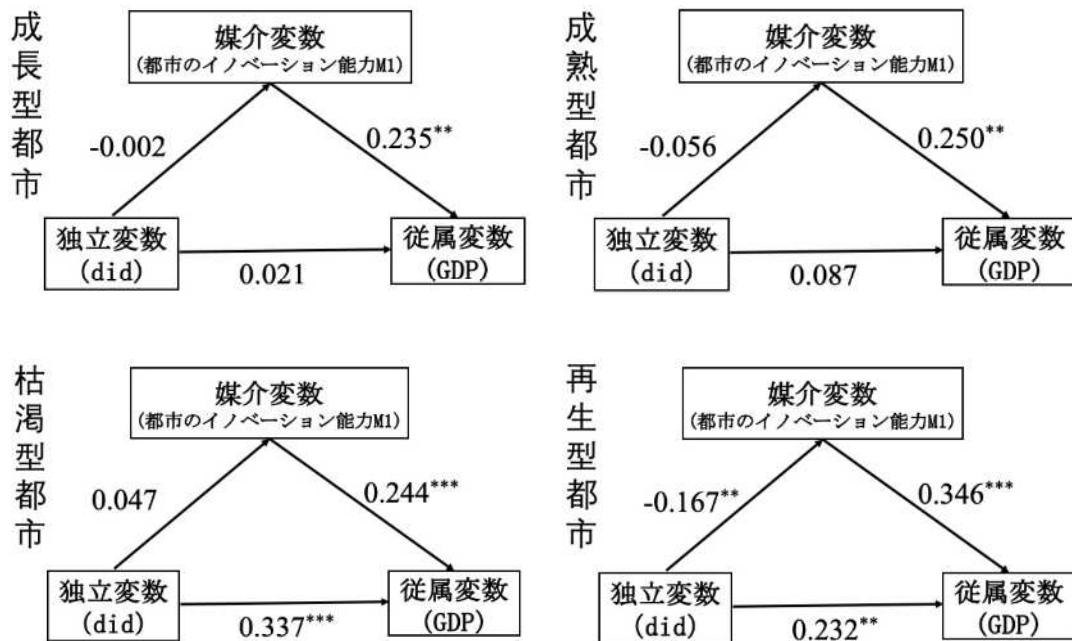 成長型都市
媒介変数
(都市のイノベーション能力M1)
-0.002
0.235**
独立変数
(did)
従属変数
(GDP)
0.021
成熟型都市
媒介変数
(都市のイノベーション能力M1)
-0.056
0.250**
独立変数
(did)
従属変数
(GDP)
0.087
枯渇型都市
媒介変数
(都市のイノベーション能力M1)
0.047
0.244***
独立変数
(did)
従属変数
(GDP)
0.337***
再生型都市
媒介変数
(都市のイノベーション能力M1)
-0.167**
0.346***
独立変数
(did)
従属変数
(GDP)
0.232**